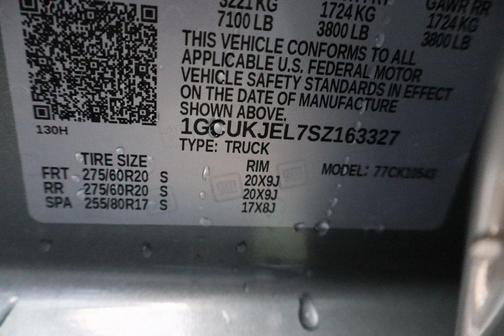 3221 KG 1724 KG GAWR RR 1724 KG
7100 LB 3800 LB 3800 LB
THIS VEHICLE CONFORMS TO ALL
APPLICABLE U.S. FEDERAL MOTOR
VEHICLE SAFETY STANDARDS IN EFFECT
ON THE DATE OF MANUFACTURE
SHOWN ABOVE.
1GCUKJEL7SZ163327
TYPE: TRUCK
130H
TIRE SIZE RIM MODEL: 77CK10543
FRT 275/60R20 S 20X9J
RR 275/60R20 S 20X9J
SPA 255/80R17 S 17X8J